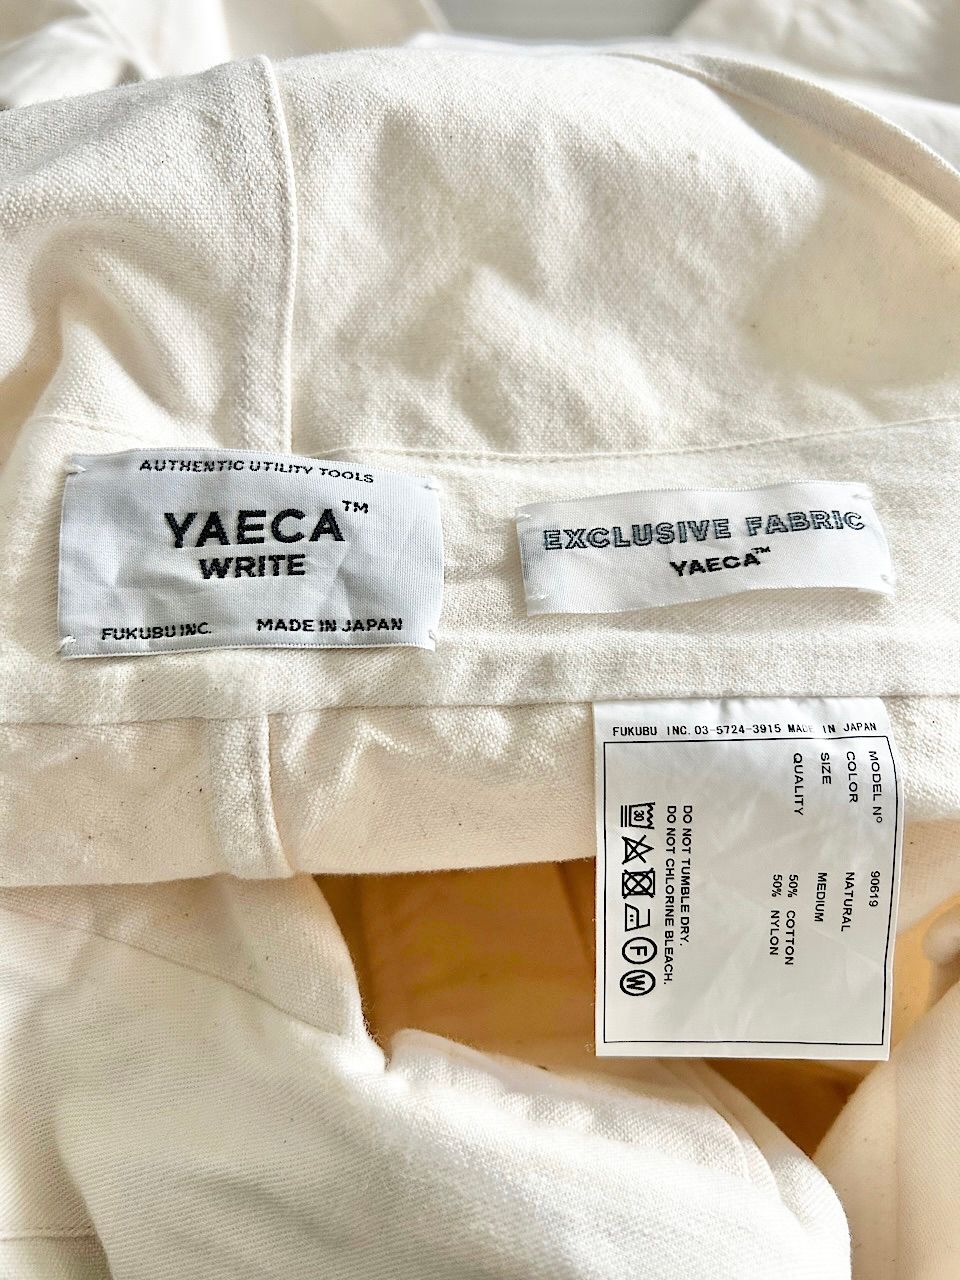 AUTHENTIC UTILITY TOOLS
YAECA™
WRITE
FUKUBU INC. MADE IN JAPAN
EXCLUSIVE FABRIC
YAECA™
FUKUBU INC. 03-5724-3915 MADE IN JAPAN
MODEL Nº 90619
COLOR NATURAL
SIZE MEDIUM
QUALITY 50% COTTON
50% NYLON
DO NOT TUMBLE DRY.
DO NOT CHLORINE BLEACH.
30 F W